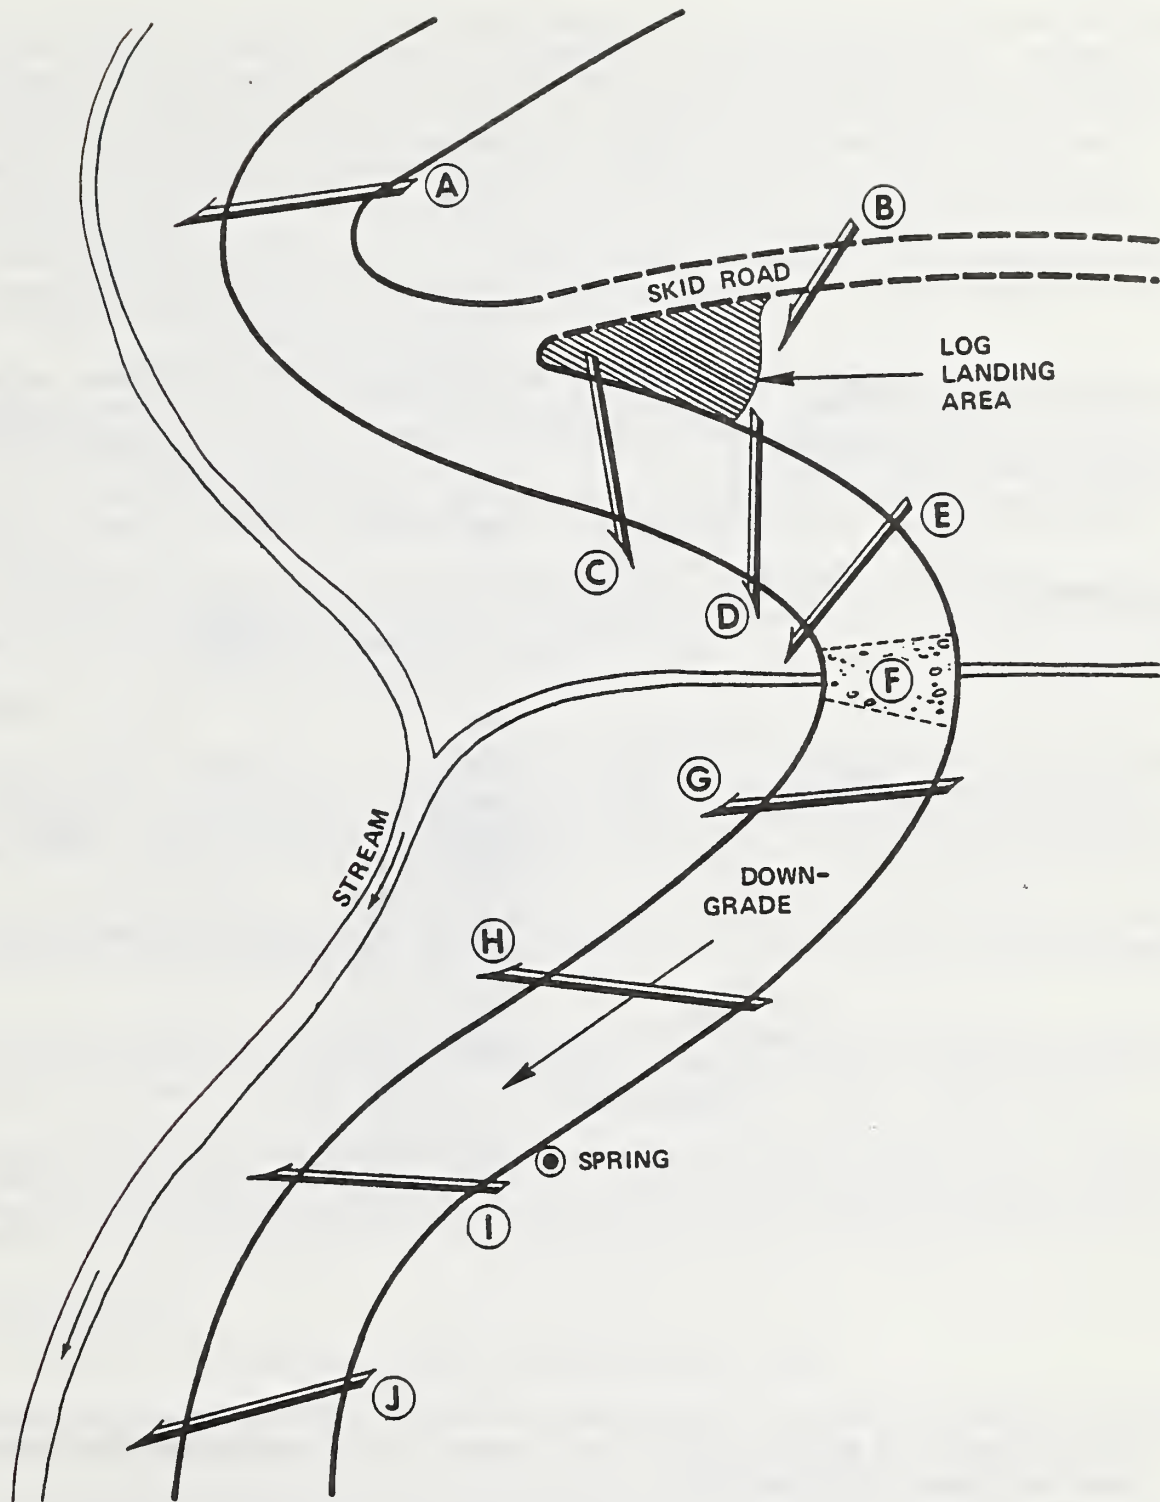 A
B
SKID ROAD
LOG
LANDING
AREA
E
C
D
F
G
STREAM
DOWN-
GRADE
H
SPRING
I
J